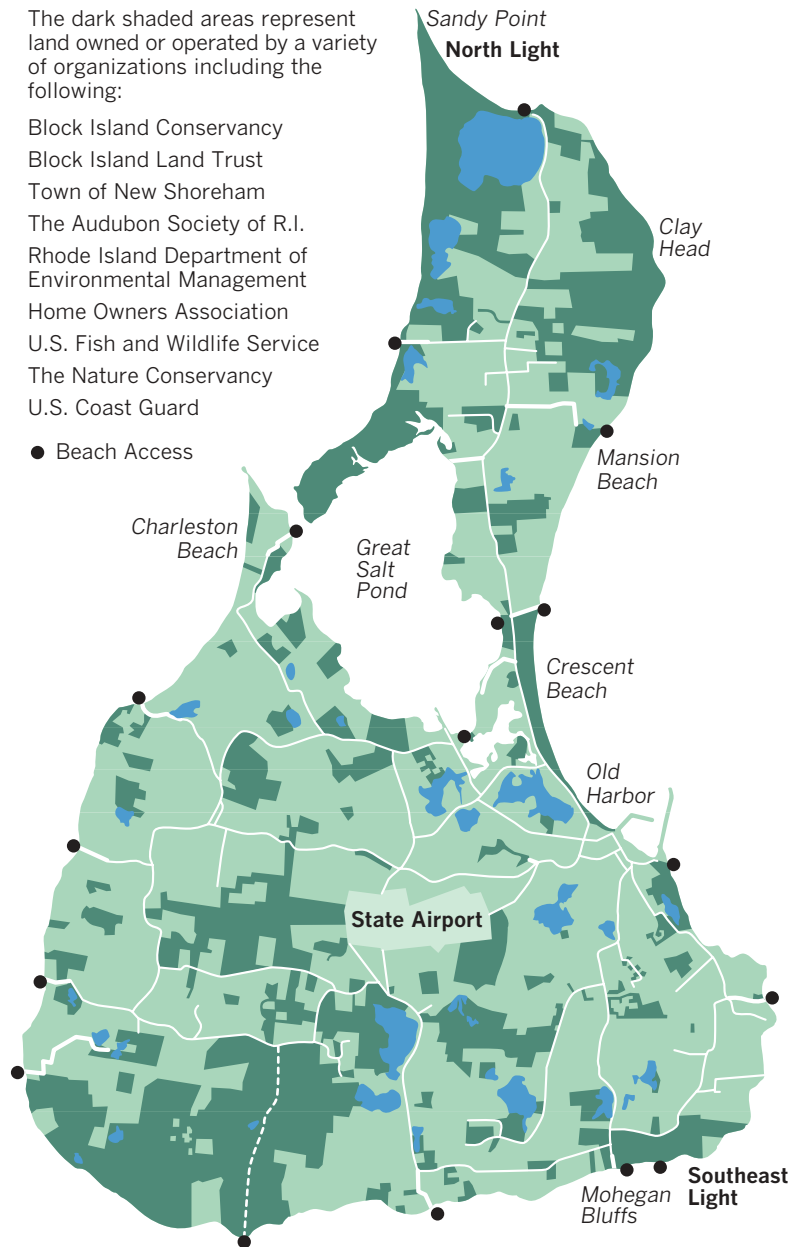 The dark shaded areas represent
land owned or operated by a variety
of organizations including the
following:
Block Island Conservancy
Block Island Land Trust
Town of New Shoreham
The Audubon Society of R.I.
Rhode Island Department of
Environmental Management
Home Owners Association
U.S. Fish and Wildlife Service
The Nature Conservancy
U.S. Coast Guard
Beach Access
Sandy Point
North Light
Clay
Head
Mansion
Beach
Charleston
Beach
Great
Salt
Pond
Crescent
Beach
Old
Harbor
State Airport
Mohegan
Bluffs
Southeast
Light